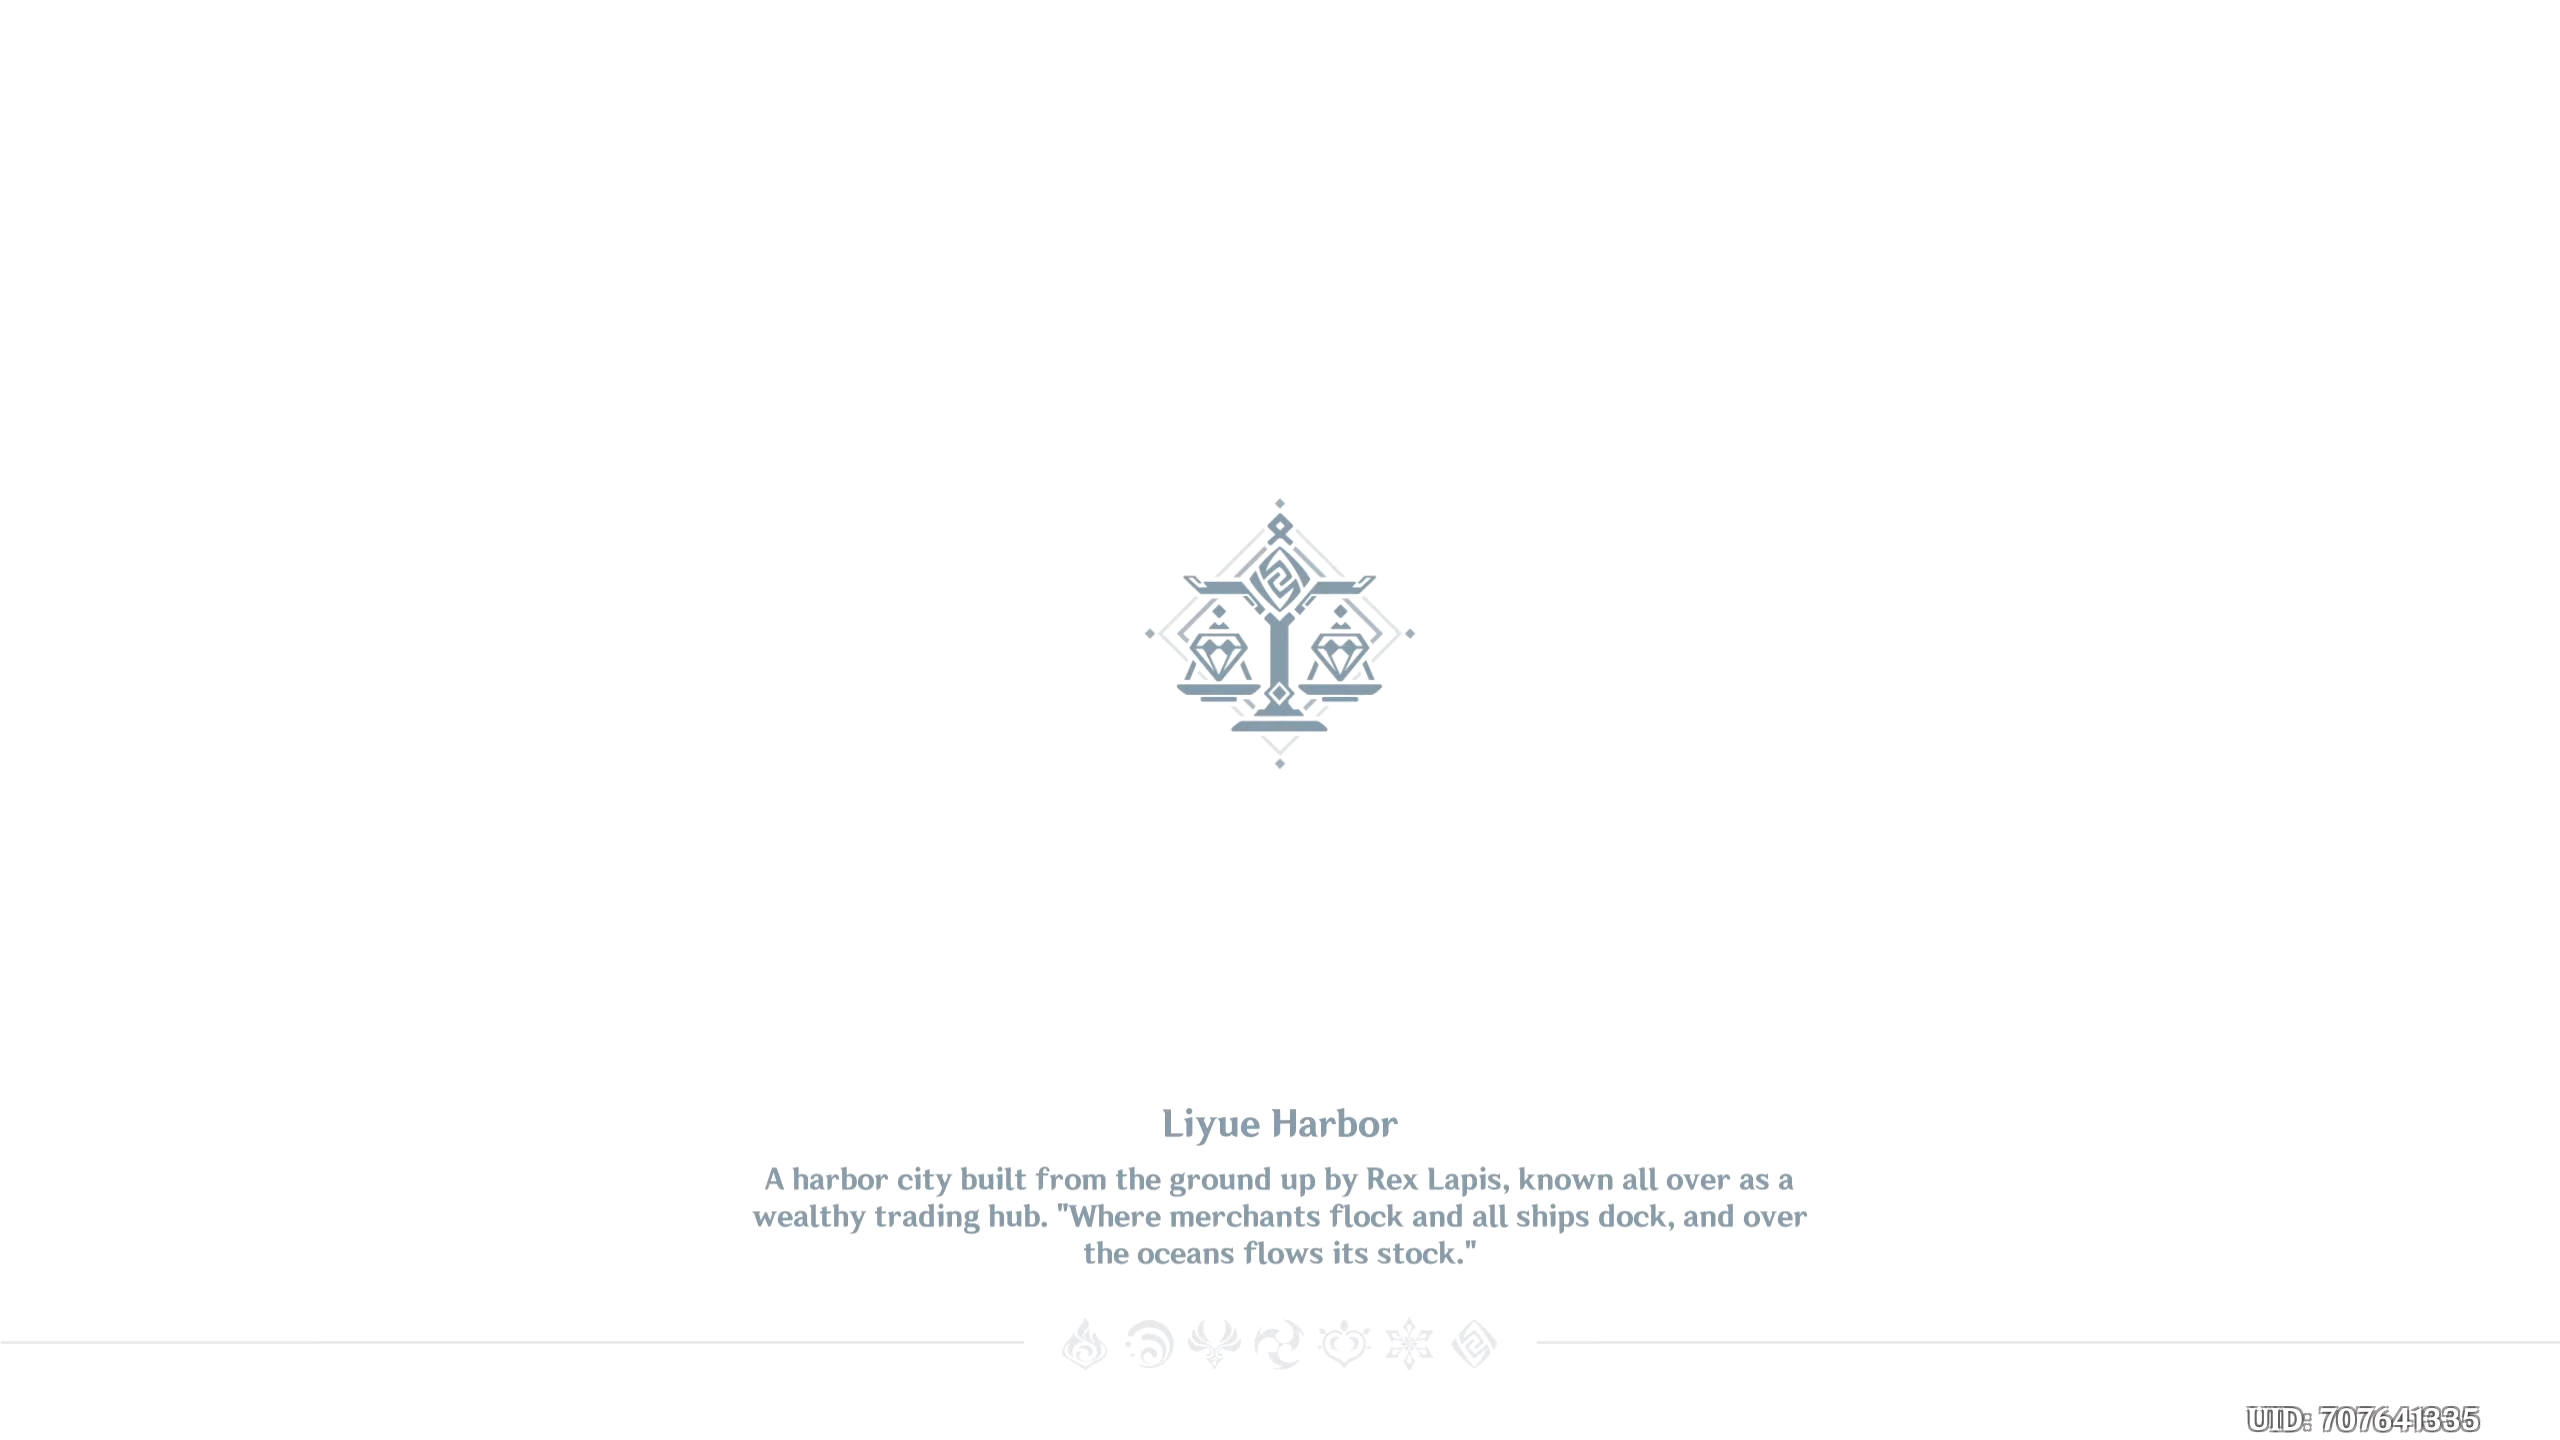 Liyue Harbor
A harbor city built from the ground up by Rex Lapis, known all over as a
wealthy trading hub. "Where merchants flock and all ships dock, and over
the oceans flows its stock."
UID: 707641335